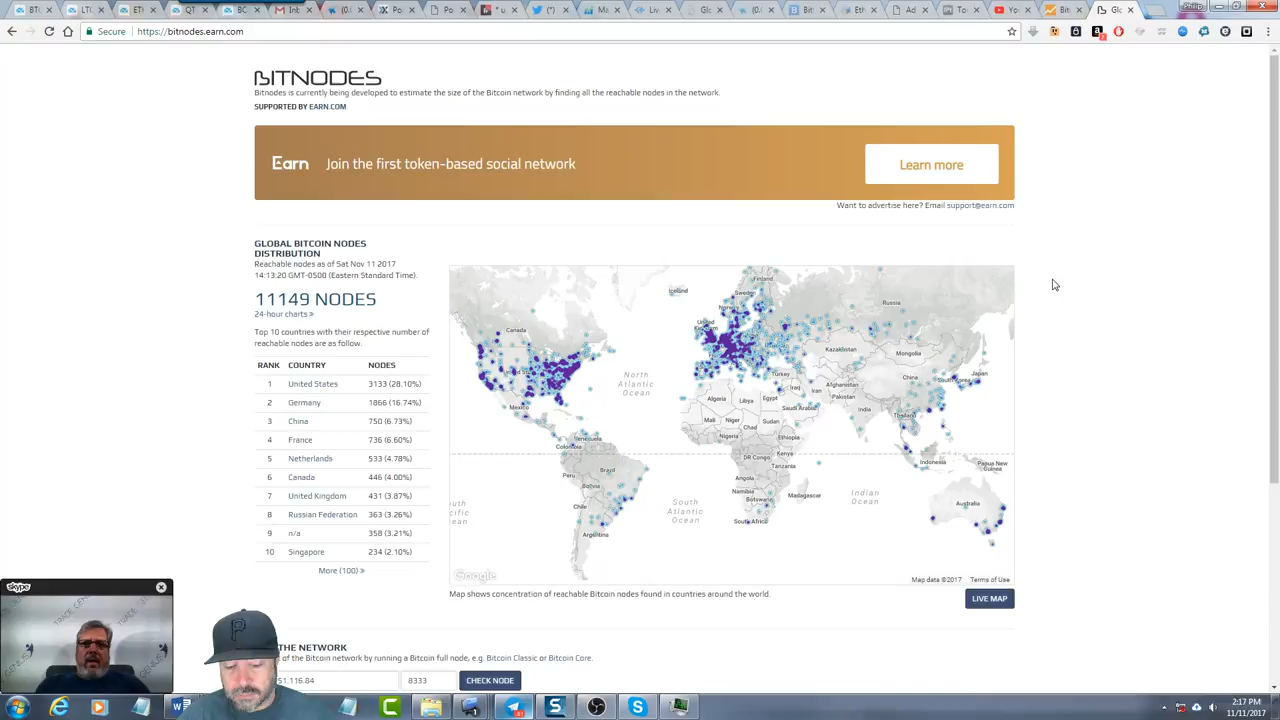 Secure
https://bitnodes.earn.com
BITNODES
Bitnodes is currently being developed to estimate the size of the Bitcoin network by finding all the reachable nodes in the network.
SUPPORTED BY EARN.COM
Earn
Join the first token-based social network
Learn more
Want to advertise here? Email support@earn.com
GLOBAL BITCOIN NODES
DISTRIBUTION
Reachable nodes as of Sat Nov 11 2017
14:13:20 GMT-0500 (Eastern Standard Time).
11149 NODES
24-hour charts »
Top 10 countries with their respective number of
reachable nodes are as follow.
RANK COUNTRY NODES
1 United States 3133 (28.10%)
2 Germany 1866 (16.74%)
3 China 750 (6.73%)
4 France 736 (6.60%)
5 Netherlands 533 (4.78%)
6 Canada 446 (4.00%)
7 United Kingdom 431 (3.87%)
8 Russian Federation 363 (3.26%)
9 n/a 358 (3.21%)
10 Singapore 234 (2.10%)
More (100) »
Finland
Iceland
Sweden
Russia
Canada
Kazakhstan
Mongolia
North
Atlantic
Ocean
Turkey
China
Japan
Iraq
Iran
Afghanistan
Pakistan
Algeria
Libya
Egypt
Saudi Arabia
India
Mexico
Mali
Niger
Sudan
Chad
Thailand
Nigeria
Ethiopia
Venezuela
Colombia
DR Congo
Kenya
Tanzania
Indonesia
Papua New
Guinea
Peru
Brazil
Angola
Bolivia
Namibia
Botswana
Madagascar
Indian
Ocean
South
Atlantic
Ocean
Chile
Australia
South Africa
Argentina
Google
Map data ©2017 Terms of Use
Map shows concentration of reachable Bitcoin nodes found in countries around the world.
LIVE MAP
THE NETWORK
of the Bitcoin network by running a Bitcoin full node, e.g. Bitcoin Classic or Bitcoin Core.
8333
CHECK NODE
skype
2:17 PM
11/11/2017